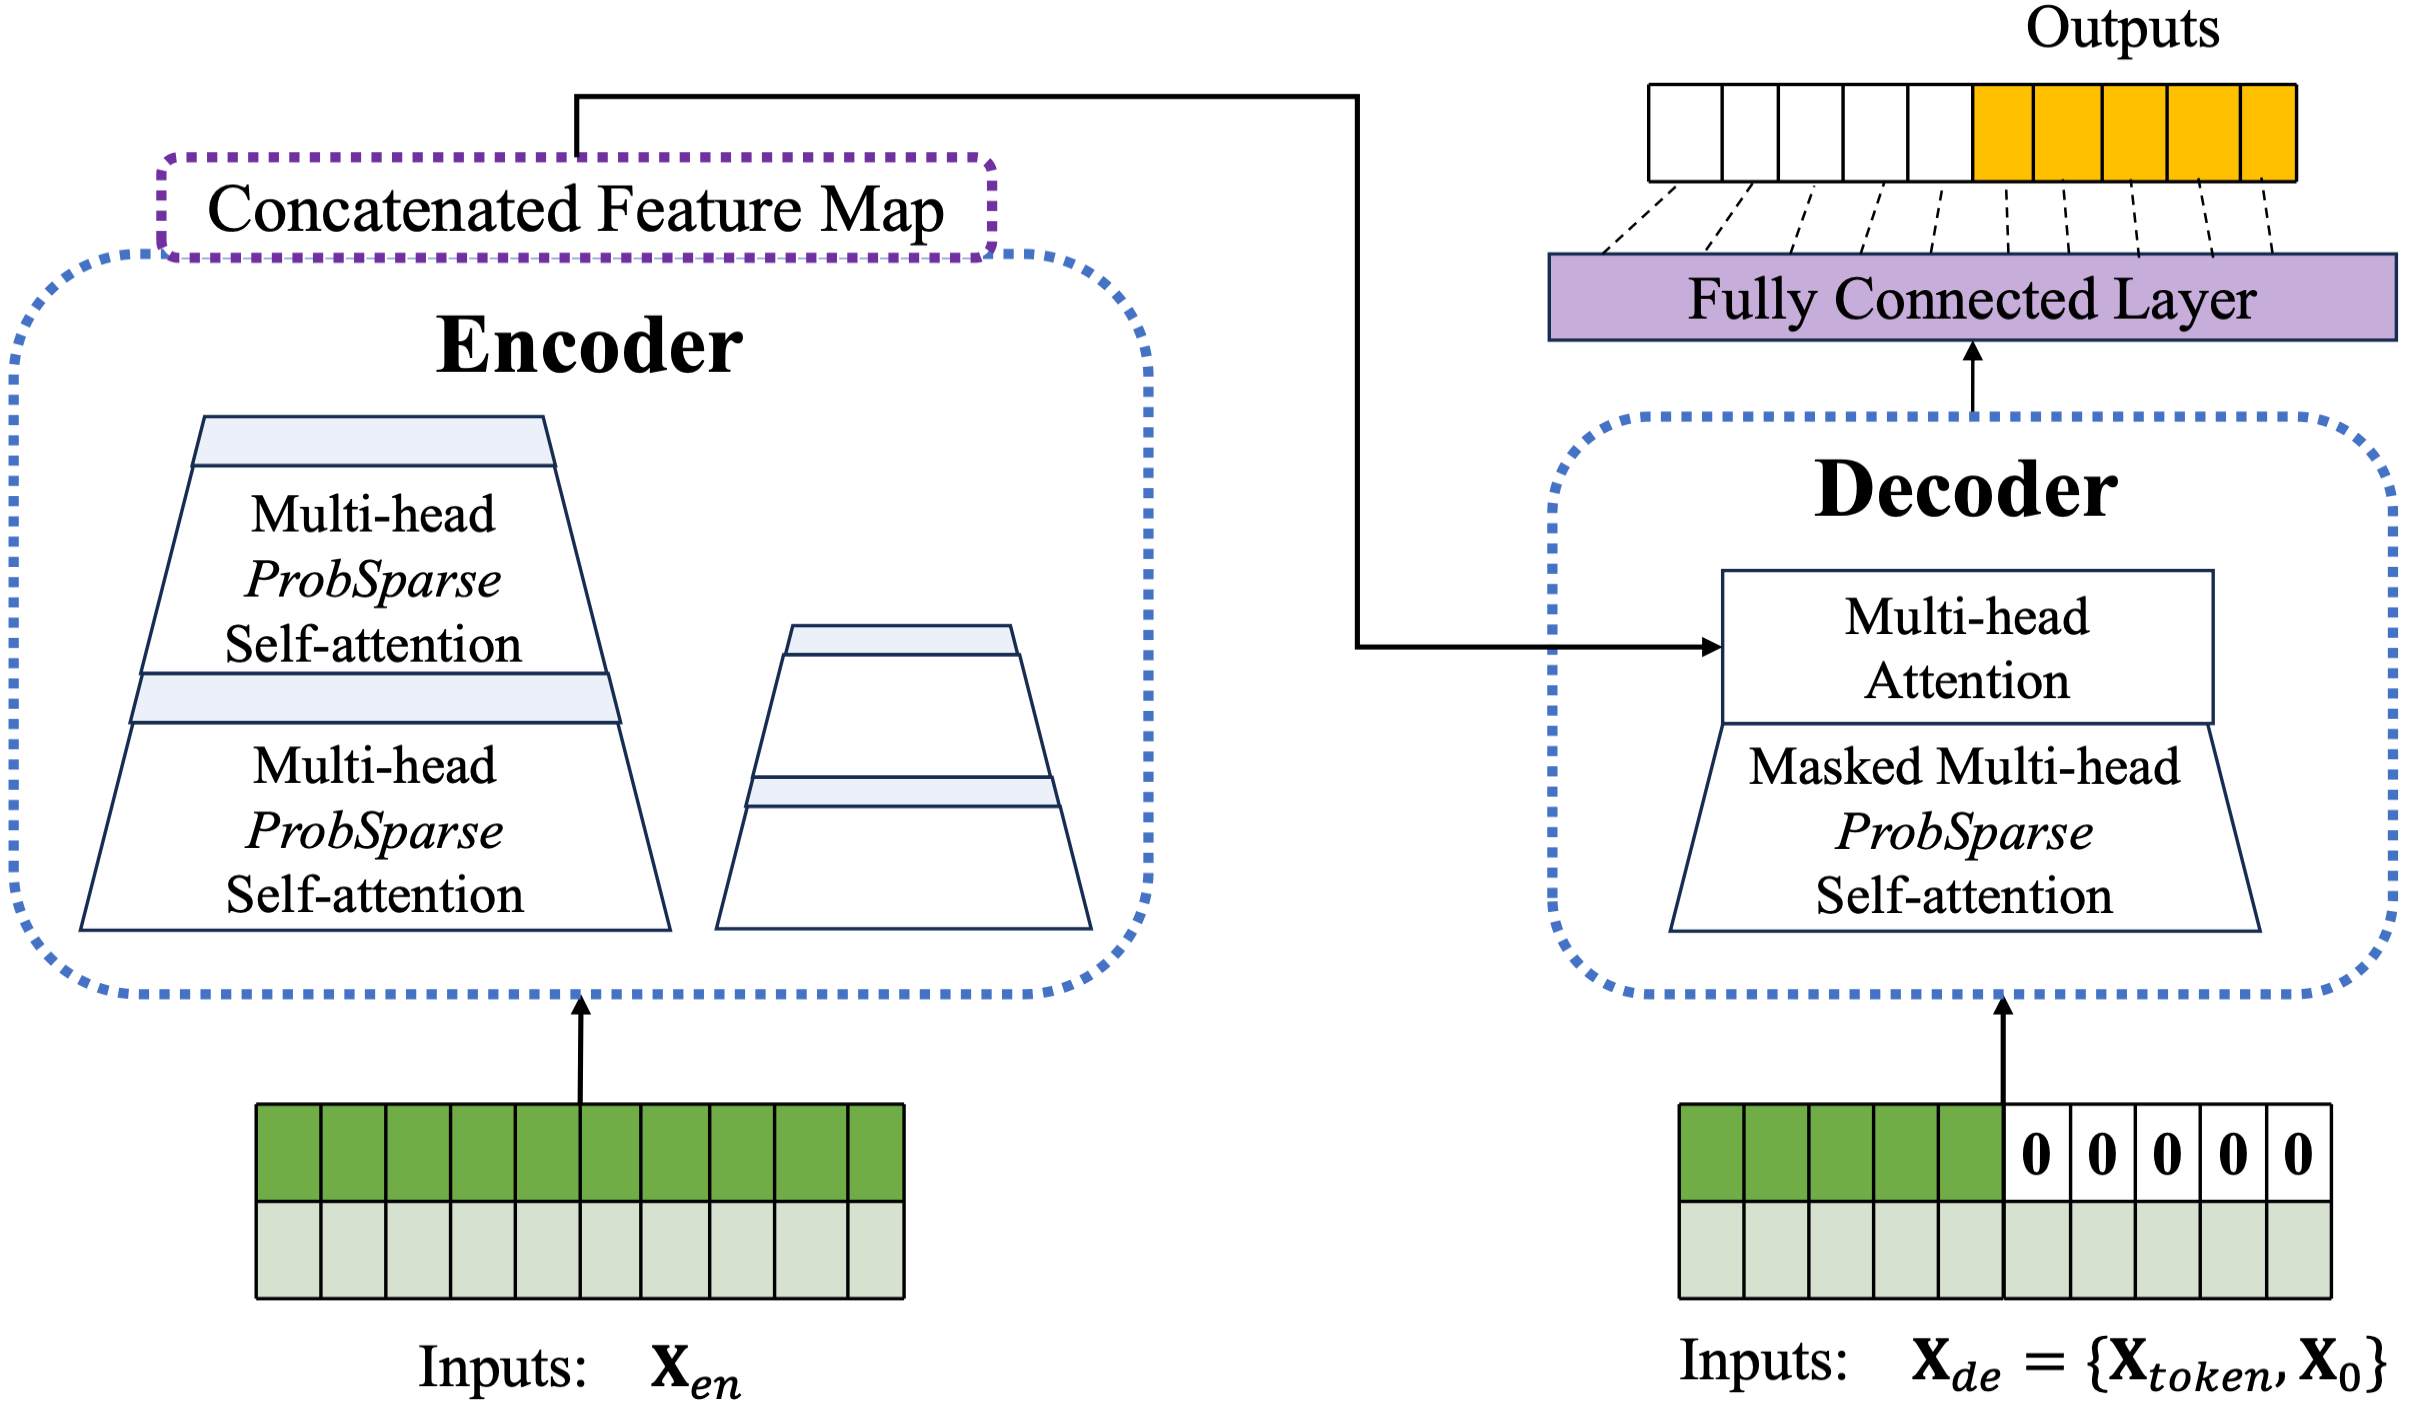 Outputs
Concatenated Feature Map
Fully Connected Layer
Encoder
Multi-head
ProbSparse
Self-attention
Multi-head
ProbSparse
Self-attention
Decoder
Multi-head
Attention
Masked Multi-head
ProbSparse
Self-attention
0 0 0 0 0
Inputs: X_en
Inputs: X_de = {X_token, X_0}